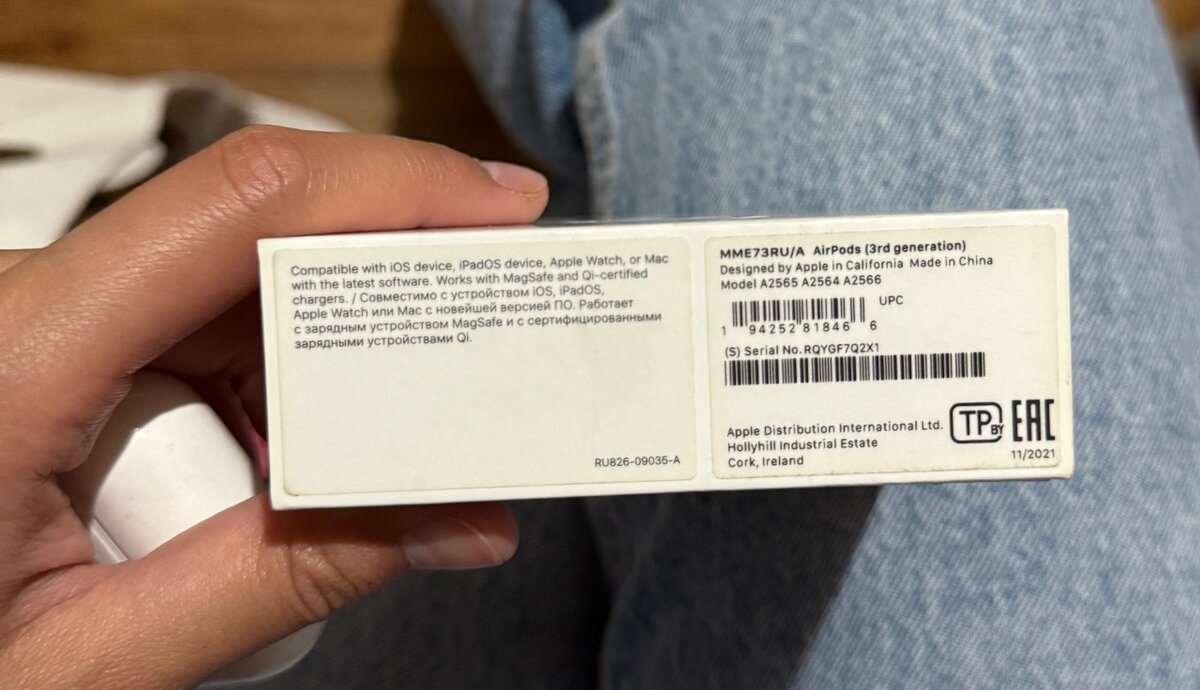 Compatible with iOS device, iPadOS device, Apple Watch, or Mac
with the latest software. Works with MagSafe and Qi-certified
chargers. / Совместимо с устройством iOS, iPadOS,
Apple Watch или Mac с новейшей версией ПО. Работает
с зарядным устройством MagSafe и с сертифицированными
зарядными устройствами Qi.
RU826-09035-A
MME73RU/A AirPods (3rd generation)
Designed by Apple in California Made in China
Model A2565 A2564 A2566
UPC
1 94252 81846 6
(S) Serial No. RQYGF7Q2X1
Apple Distribution International Ltd.
Hollyhill Industrial Estate
Cork, Ireland
TP BY EAC
11/2021